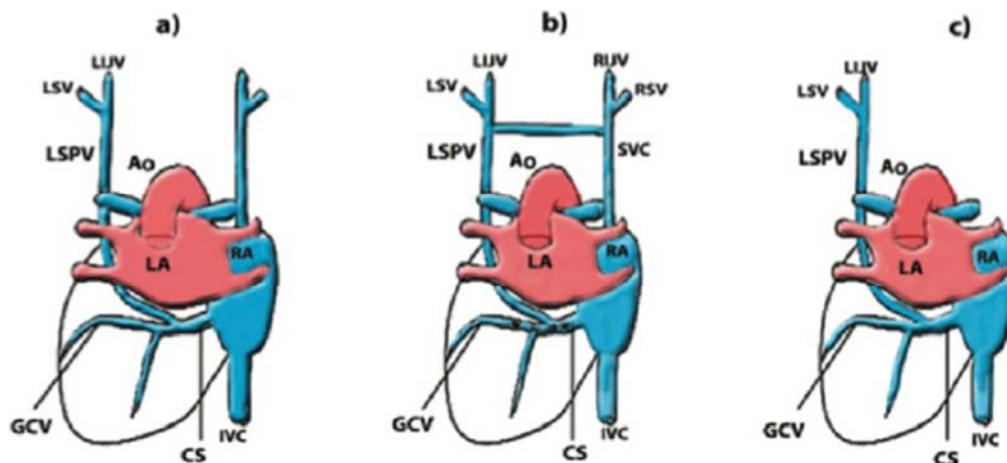 a)
LIJV
LSV
LSPV
Ao
LA
RA
GCV
CS
IVC
b)
LIJV
RIJV
LSV
RSV
LSPV
SVC
Ao
LA
RA
GCV
CS
IVC
c)
LIJV
LSV
LSPV
Ao
LA
RA
GCV
CS
IVC